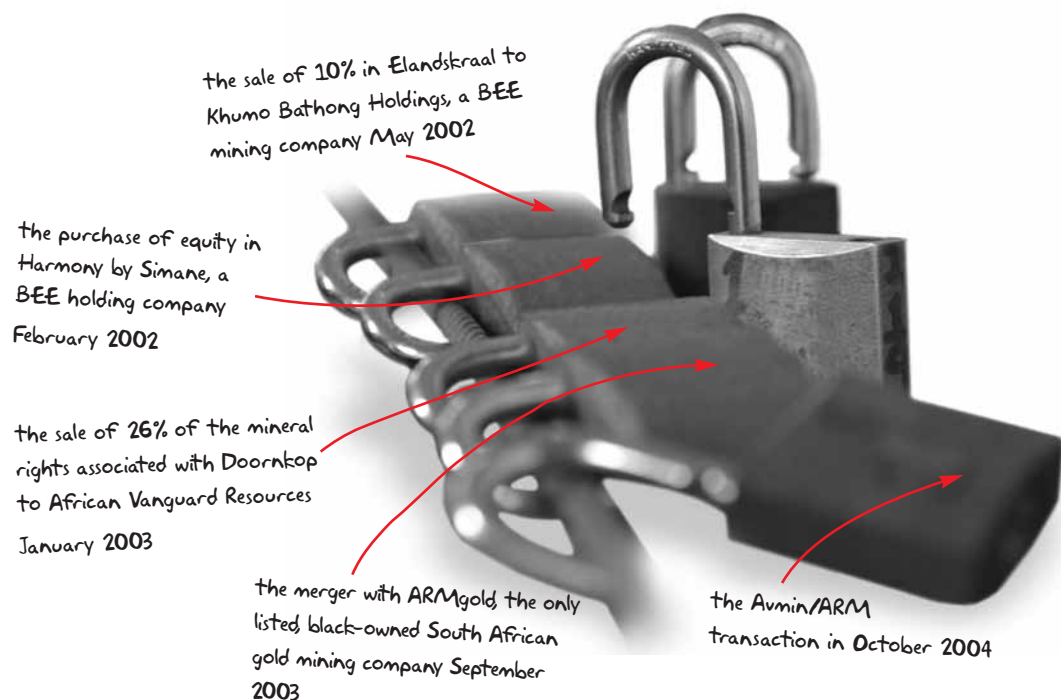 the sale of 10% in Elandskraal to
Khumo Bathong Holdings, a BEE
mining company May 2002
the purchase of equity in
Harmony by Simane, a
BEE holding company
February 2002
the sale of 26% of the mineral
rights associated with Doornkop
to African Vanguard Resources
January 2003
the merger with ARMgold, the only
listed, black-owned South African
gold mining company September
2003
the Avmin/ARM
transaction in October 2004